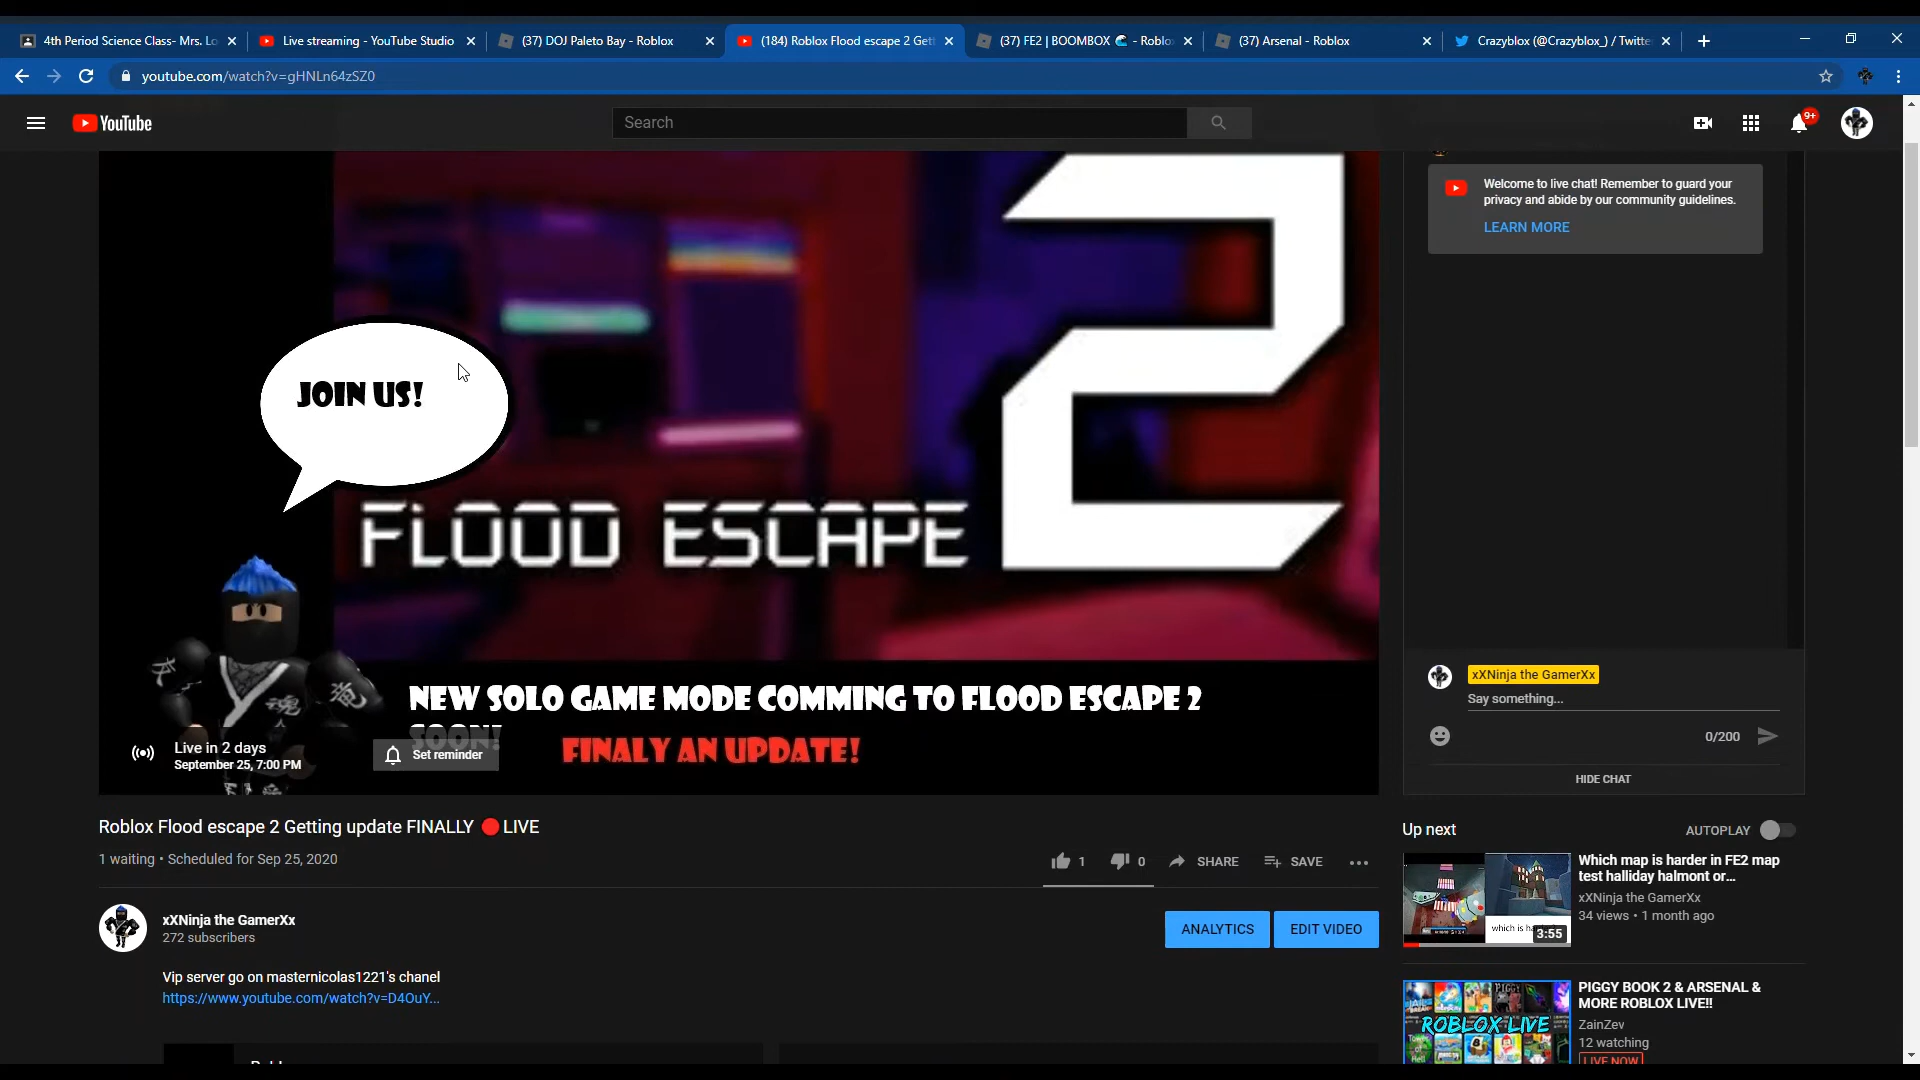 4th Period Science Class- Mrs. Lo
Live streaming - YouTube Studio
(37) DOJ Paleto Bay - Roblox
(184) Roblox Flood escape 2 Gett
(37) FE2 | BOOMBOX 🌊 - Roblo
(37) Arsenal - Roblox
Crazyblox (@Crazyblox_) / Twitte
youtube.com/watch?v=gHNLn64zSZ0
YouTube
Search
9+
Welcome to live chat! Remember to guard your
privacy and abide by our community guidelines.
LEARN MORE
2
JOIN US!
FLOOD ESCAPE
NEW SOLO GAME MODE COMMING TO FLOOD ESCAPE 2
SOON!
FINALY AN UPDATE!
Live in 2 days
September 25, 7:00 PM
Set reminder
xXNinja the GamerXx
Say something...
0/200
HIDE CHAT
Roblox Flood escape 2 Getting update FINALLY 🔴LIVE
1 waiting • Scheduled for Sep 25, 2020
1
0
SHARE
SAVE
xXNinja the GamerXx
272 subscribers
ANALYTICS
EDIT VIDEO
Vip server go on masternicolas1221's chanel
https://www.youtube.com/watch?v=D4OuY...
Up next
AUTOPLAY
Which map is harder in FE2 map
test halliday halmont or...
xXNinja the GamerXx
34 views • 1 month ago
which is ha
3:55
PIGGY BOOK 2 & ARSENAL &
MORE ROBLOX LIVE!!
ZainZev
12 watching
LIVE NOW
PIGGY
ROBLOX LIVE